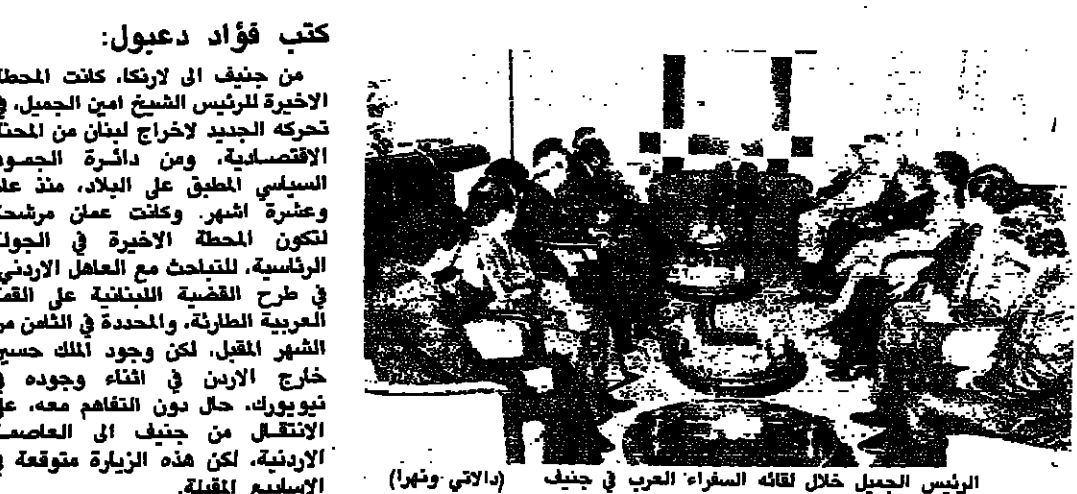 كتب فؤاد دعبول:
من جنيف الى لارنكا، كانت المحطة
الاخيرة للرئيس الشيخ امين الجميل، في
تحركه الجديد لاخراج لبنان من المحنة
الاقتصادية، ومن دائرة الجمود
السياسي المطبق على البلاد، منذ عام
وعشرة اشهر. وكانت عمان مرشحة
لتكون المحطة الاخيرة في الجولة
الرئاسية، للتباحث مع العاهل الاردني،
في طرح القضية اللبنانية على القمة
العربية الطارئة، والمحددة في الثامن من
الشهر المقبل، لكن وجود الملك حسين
خارج الاردن في اثناء وجوده في
نيويورك، حال دون التفاهم معه، على
الانتقال من جنيف الى العاصمة
الاردنية، لكن هذه الزيارة متوقعة في
الاسابيع المقبلة.
الرئيس الجميل خلال لقائه السفراء العرب في جنيف (دالاتي ونهرا)